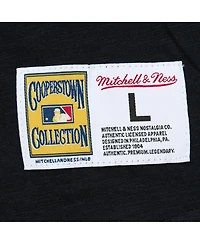 COOPERSTOWN
COLLECTION
MITCHELLANDNESS/MLB
Mitchell & Ness
L
MITCHELL & NESS NOSTALGIA CO.
AUTHENTIC LICENSED APPAREL
DESIGNED IN PHILADELPHIA, PA.
ESTABLISHED 1904
AUTHENTIC. PREMIUM. LEGENDARY.